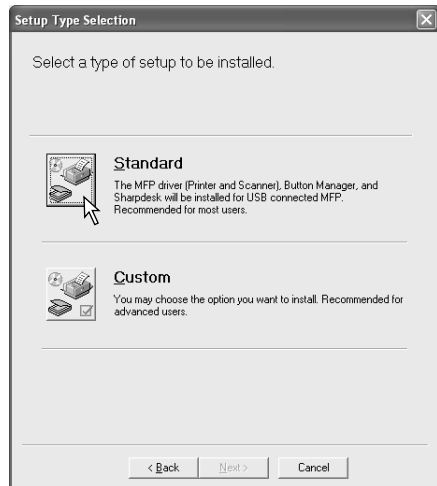 Setup Type Selection
Select a type of setup to be installed.
Standard
The MFP driver (Printer and Scanner), Button Manager, and
Sharpdesk will be installed for USB connected MFP.
Recommended for most users.
Custom
You may choose the option you want to install. Recommended for
advanced users.
< Back
Next >
Cancel